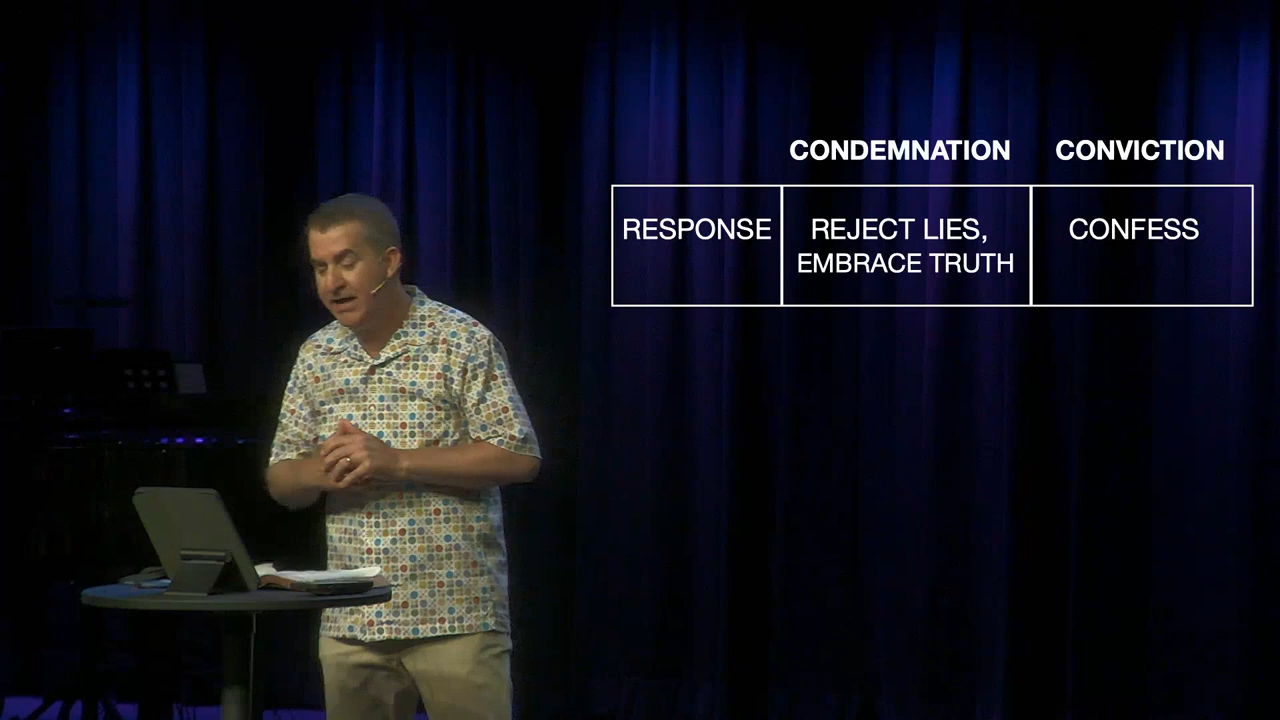 CONDEMNATION CONVICTION
RESPONSE REJECT LIES, CONFESS
EMBRACE TRUTH